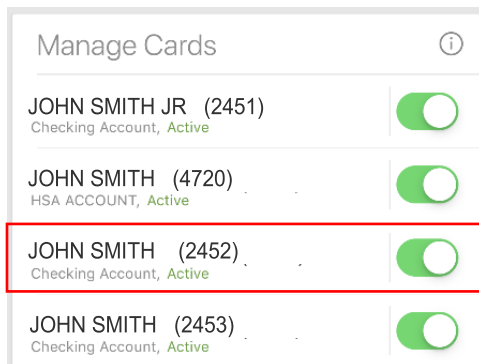 Manage Cards
JOHN SMITH JR (2451)
Checking Account, Active
JOHN SMITH (4720)
HSA ACCOUNT, Active
JOHN SMITH (2452)
Checking Account, Active
JOHN SMITH (2453)
Checking Account, Active